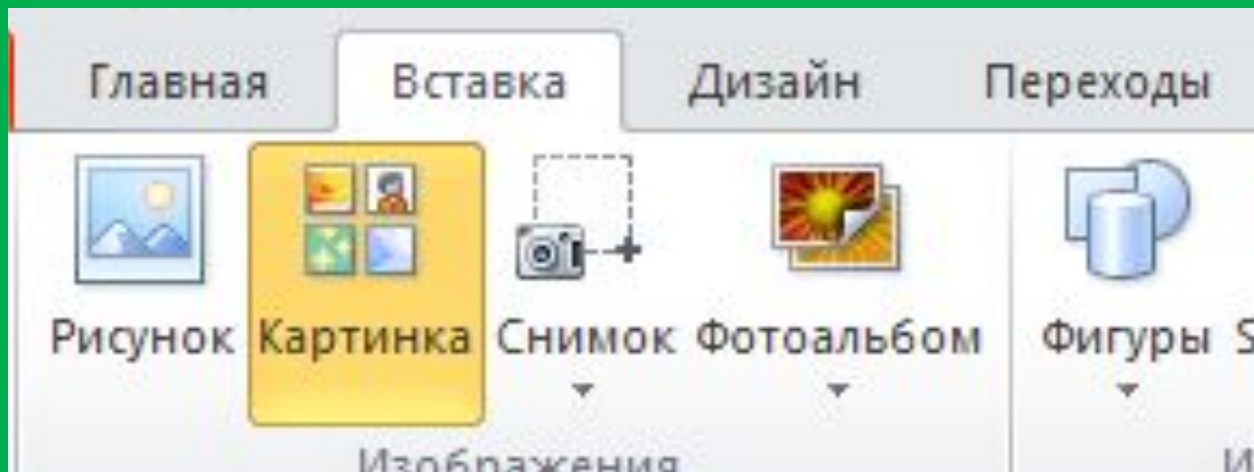 Главная Вставка Дизайн Переходы
Рисунок Картинка Снимок Фотоальбом Фигуры
Изображения